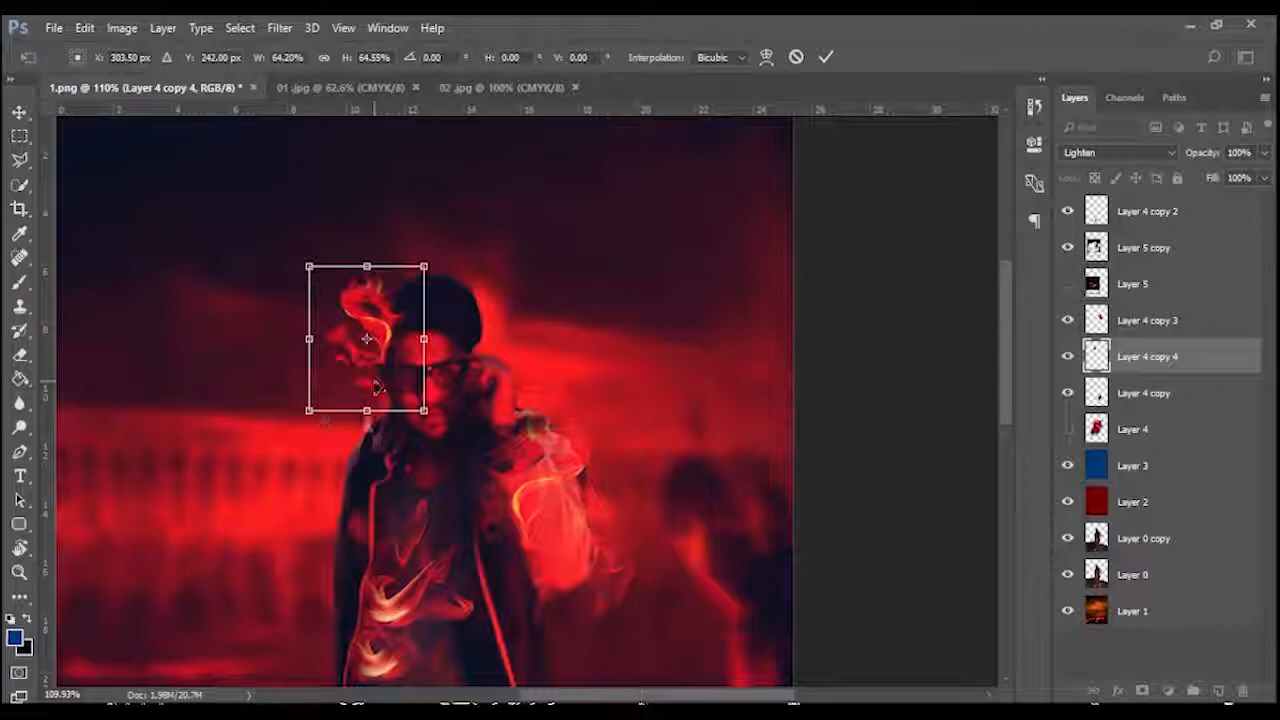 Ps File Edit Image Layer Type Select Filter 3D View Window Help
X: 303.50 px Y: 242.00 px W: 64.20% H: 64.55% 0.00 ° H: 0.00 ° V: 0.00 ° Interpolation: Bicubic
1.png @ 110% (Layer 4 copy 4, RGB/8) * × 01 .jpg @ 62.6% (CMYK/8) × 02 .jpg @ 100% (CMYK/8) ×
Layers Channels Paths
Kind
Lighten Opacity: 100%
Lock: Fill: 100%
Layer 4 copy 2
Layer 5 copy
Layer 5
Layer 4 copy 3
Layer 4 copy 4
Layer 4 copy
Layer 4
Layer 3
Layer 2
Layer 0 copy
Layer 0
Layer 1
109.93% Doc: 1.98M/20.7M